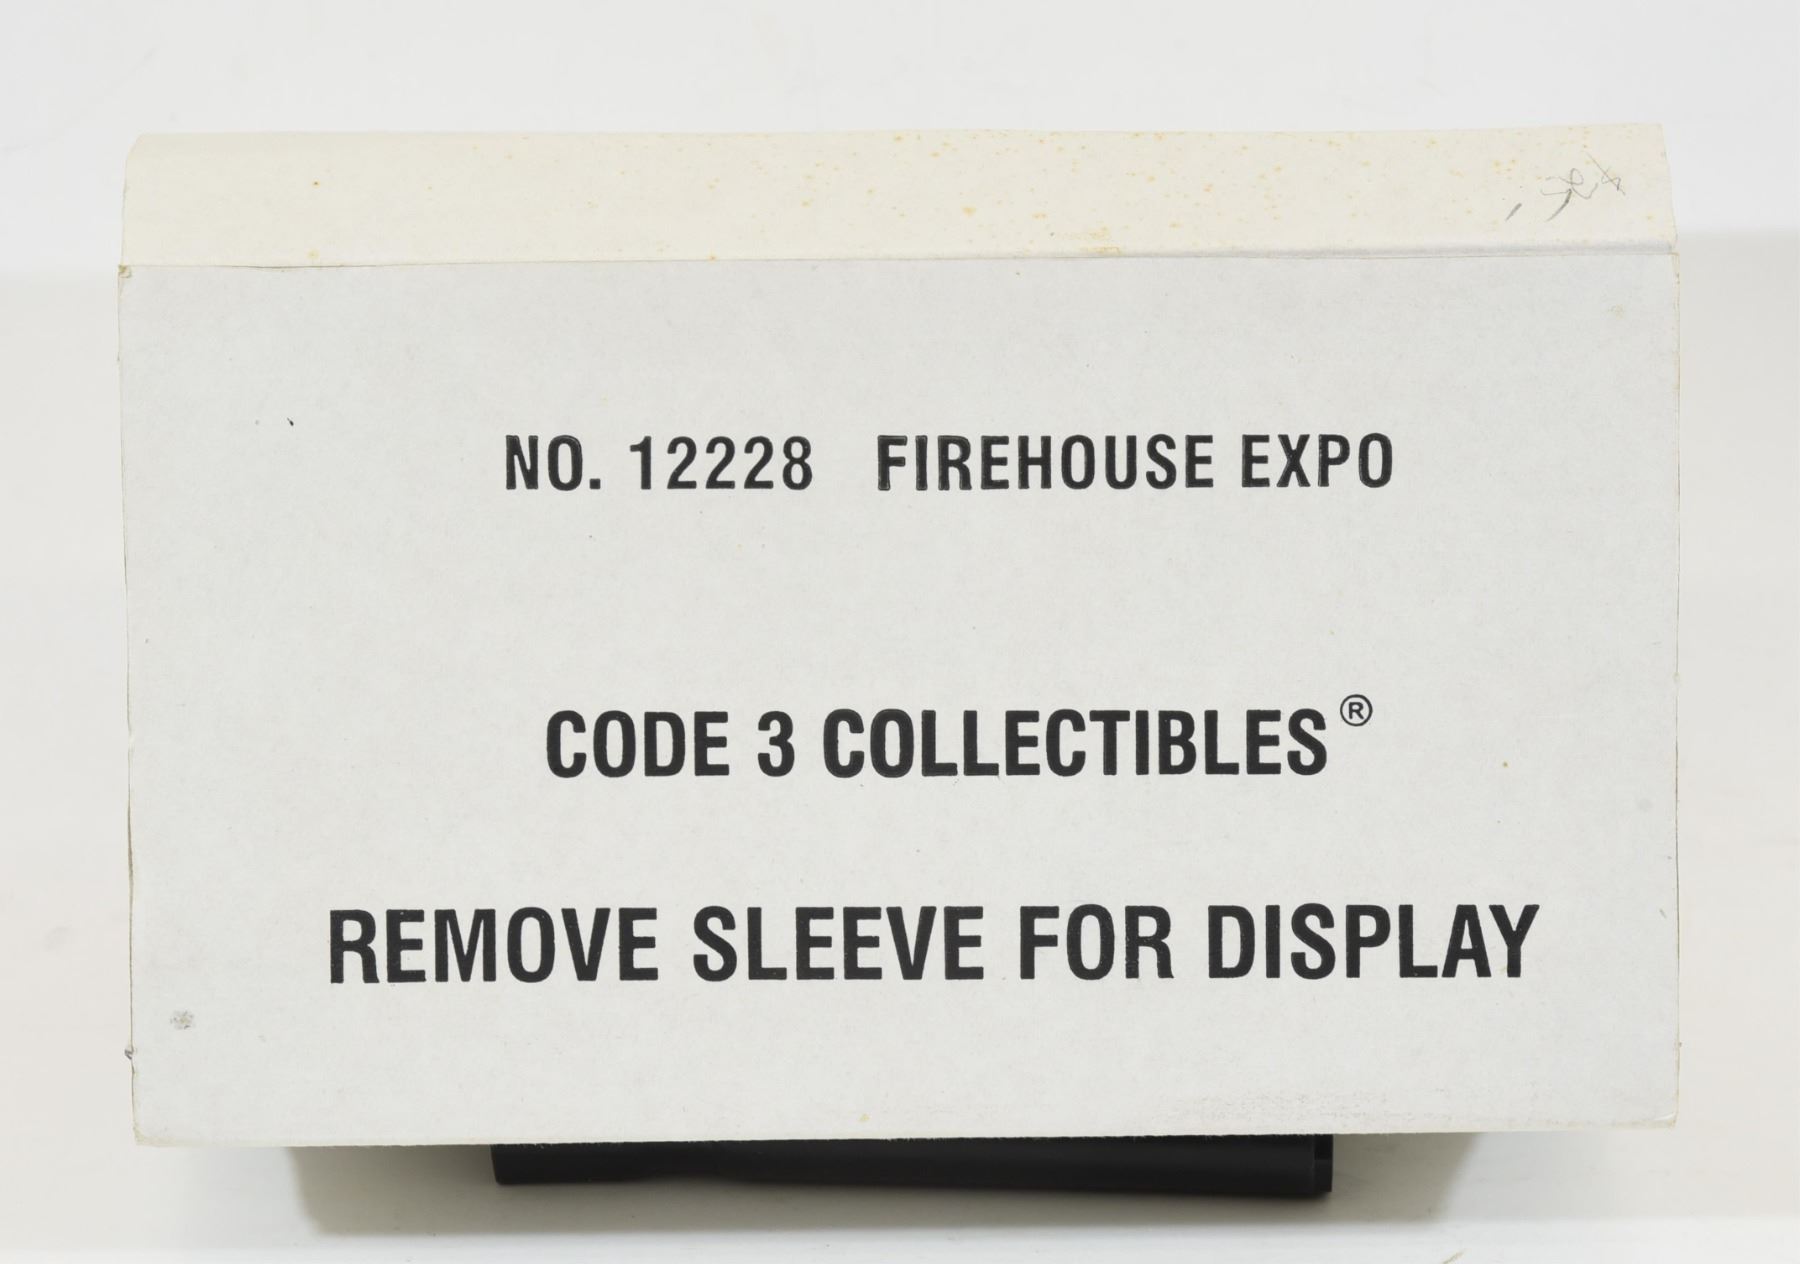 NO. 12228 FIREHOUSE EXPO
CODE 3 COLLECTIBLES®
REMOVE SLEEVE FOR DISPLAY